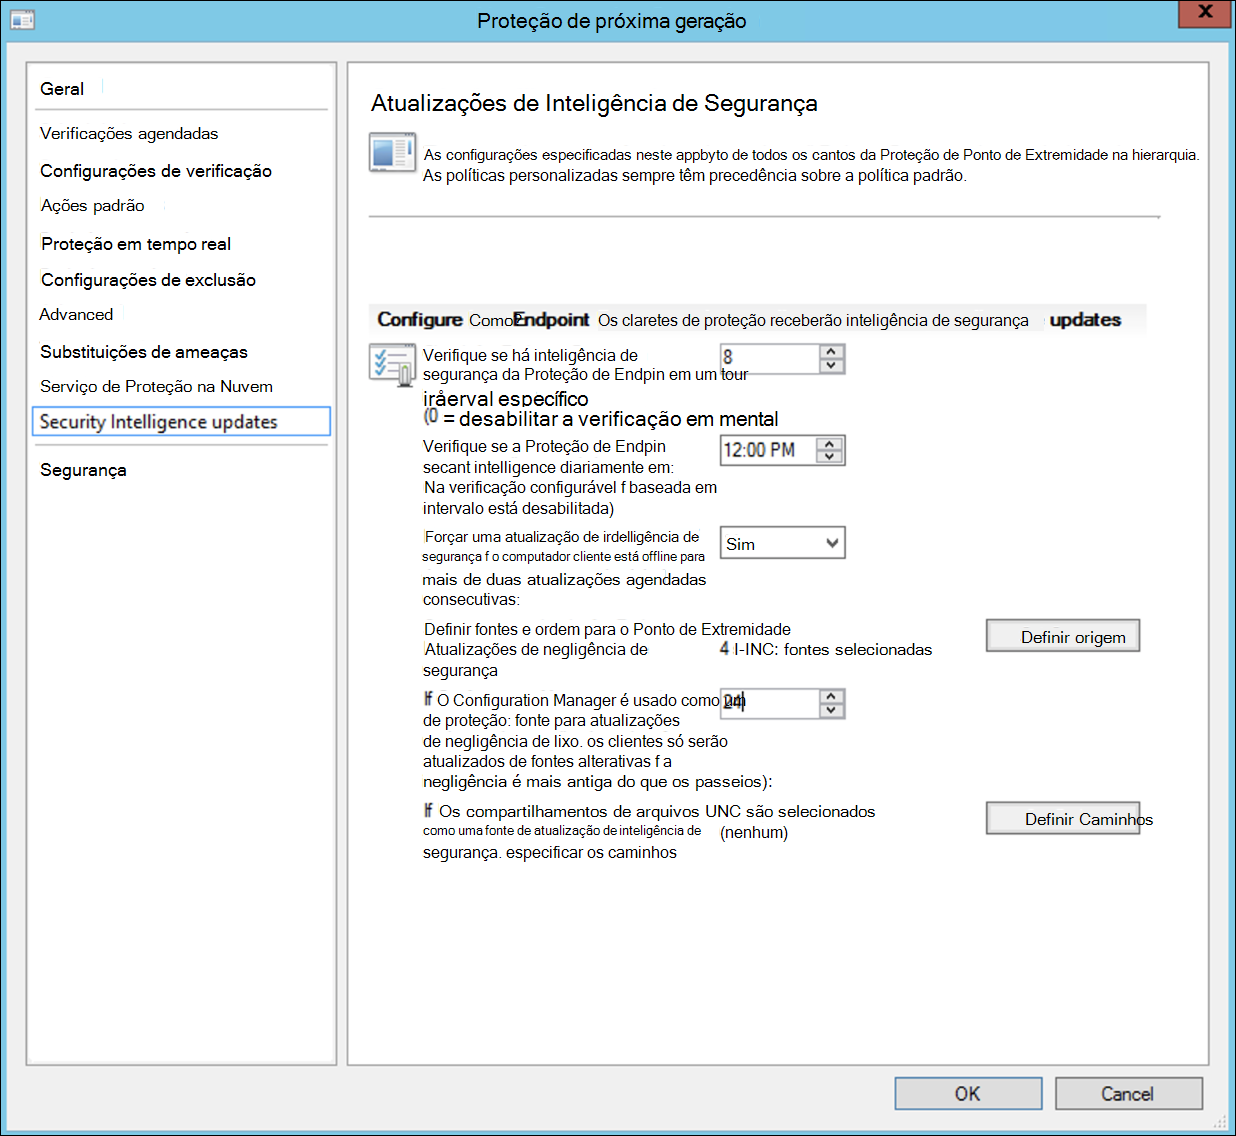 Proteção de próxima geração
X
Geral
Verificações agendadas
Configurações de verificação
Ações padrão
Proteção em tempo real
Configurações de exclusão
Advanced
Substituições de ameaças
Serviço de Proteção na Nuvem
Security Intelligence updates
Segurança
Atualizações de Inteligência de Segurança
As configurações especificadas neste appbyto de todos os cantos da Proteção de Ponto de Extremidade na hierarquia.
As políticas personalizadas sempre têm precedência sobre a política padrão.
Configure Como Endpoint Os claretes de proteção receberão inteligência de segurança updates
Verifique se há inteligência de
segurança da Proteção de Endpin em um tour
iråerval específico
(0 = desabilitar a verificação em mental
8
Verifique se a Proteção de Endpin
secant intelligence diariamente em:
Na verificação configurável f baseada em
intervalo está desabilitada)
12:00 PM
Forçar uma atualização de irdelligência de
segurança f o computador cliente está offline para
mais de duas atualizações agendadas
consecutivas:
Sim
Definir fontes e ordem para o Ponto de Extremidade
Atualizações de negligência de
segurança
4 I-INC: fontes selecionadas
Definir origem
If O Configuration Manager é usado como um
de proteção: fonte para atualizações
de negligência de lixo. os clientes só serão
atualizados de fontes alterativas f a
negligência é mais antiga do que os passeios):
24
If Os compartilhamentos de arquivos UNC são selecionados
como uma fonte de atualização de inteligência de
segurança. especificar os caminhos
(nenhum)
Definir Caminhos
OK
Cancel